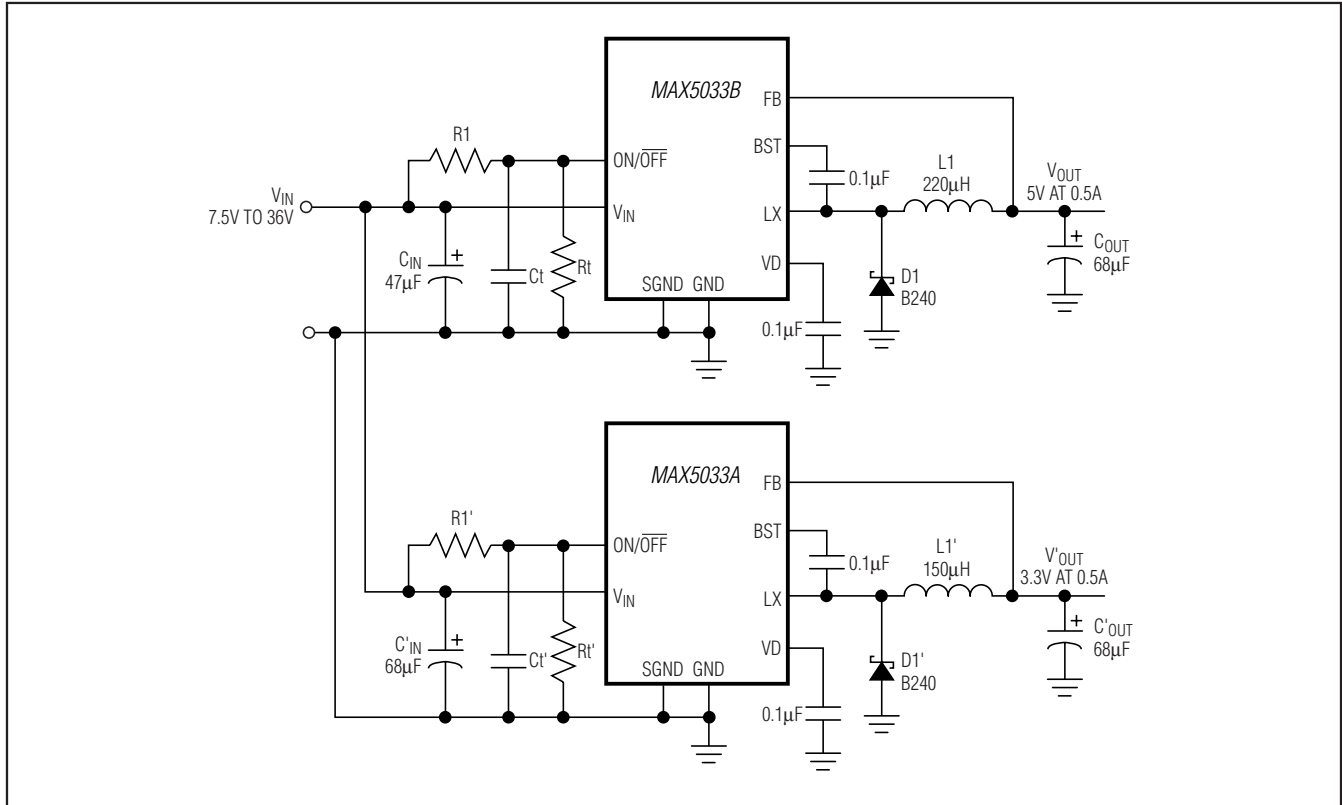 MAX5033B
FB
R1
BST
ON/OFF
0.1µF
L1
220µH
VOUT
5V AT 0.5A
VIN
7.5V TO 36V
VIN
LX
CIN
47µF
+
Ct
Rt
VD
SGND GND
D1
B240
+
COUT
68µF
0.1µF
MAX5033A
FB
R1'
BST
ON/OFF
0.1µF
L1'
150µH
V'OUT
3.3V AT 0.5A
VIN
LX
C'IN
68µF
+
Ct'
Rt'
VD
SGND GND
D1'
B240
+
C'OUT
68µF
0.1µF